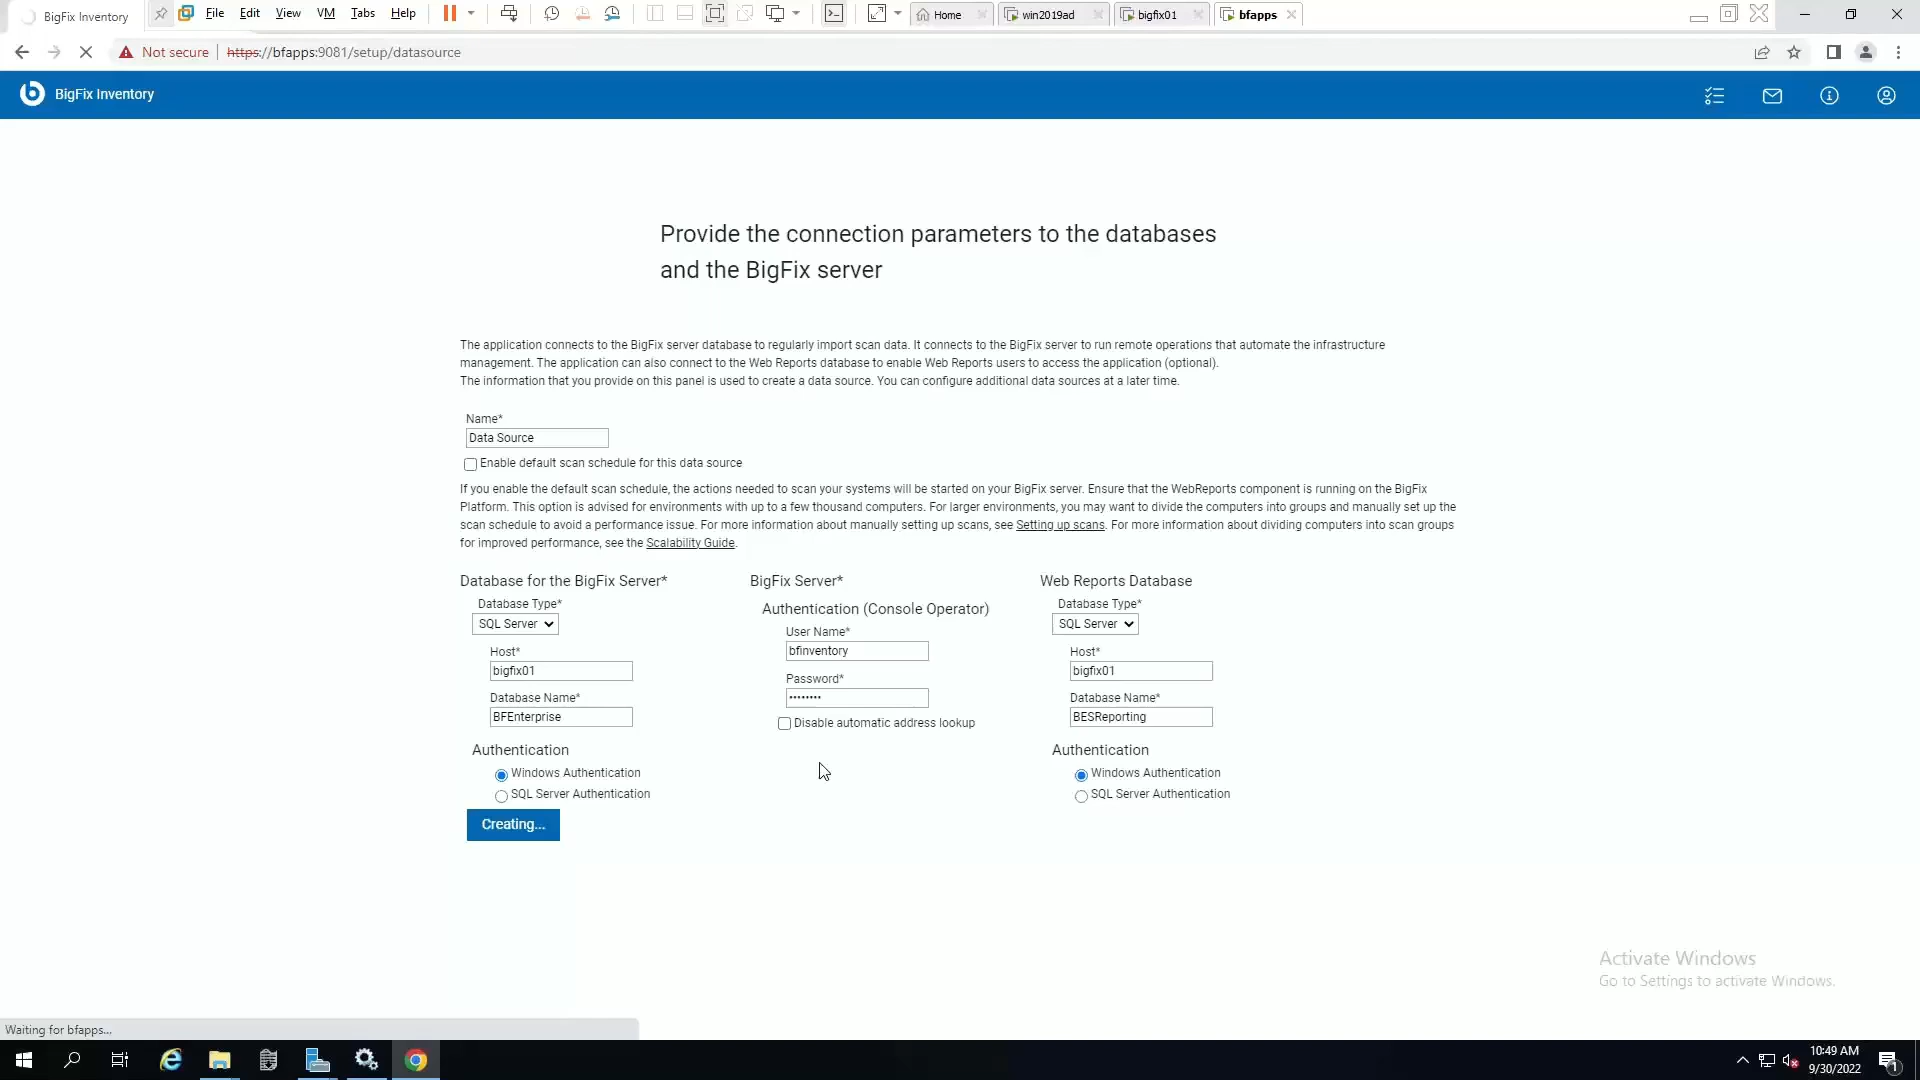 BigFix Inventory
File Edit View VM Tabs Help
Home
win2019ad
bigfix01
bfapps
Not secure
https://bfapps:9081/setup/datasource
BigFix Inventory
Provide the connection parameters to the databases
and the BigFix server
The application connects to the BigFix server database to regularly import scan data. It connects to the BigFix server to run remote operations that automate the infrastructure
management. The application can also connect to the Web Reports database to enable Web Reports users to access the application (optional).
The information that you provide on this panel is used to create a data source. You can configure additional data sources at a later time.
Name*
Data Source
Enable default scan schedule for this data source
If you enable the default scan schedule, the actions needed to scan your systems will be started on your BigFix server. Ensure that the WebReports component is running on the BigFix
Platform. This option is advised for environments with up to a few thousand computers. For larger environments, you may want to divide the computers into groups and manually set up the
scan schedule to avoid a performance issue. For more information about manually setting up scans, see Setting up scans. For more information about dividing computers into scan groups
for improved performance, see the Scalability Guide.
Database for the BigFix Server*
Database Type*
SQL Server
Host*
bigfix01
Database Name*
BFEnterprise
Authentication
Windows Authentication
SQL Server Authentication
Creating...
BigFix Server*
Authentication (Console Operator)
User Name*
bfinventory
Password*
••••••••
Disable automatic address lookup
Web Reports Database
Database Type*
SQL Server
Host*
bigfix01
Database Name*
BESReporting
Authentication
Windows Authentication
SQL Server Authentication
Activate Windows
Go to Settings to activate Windows.
Waiting for bfapps...
10:49 AM
9/30/2022
1